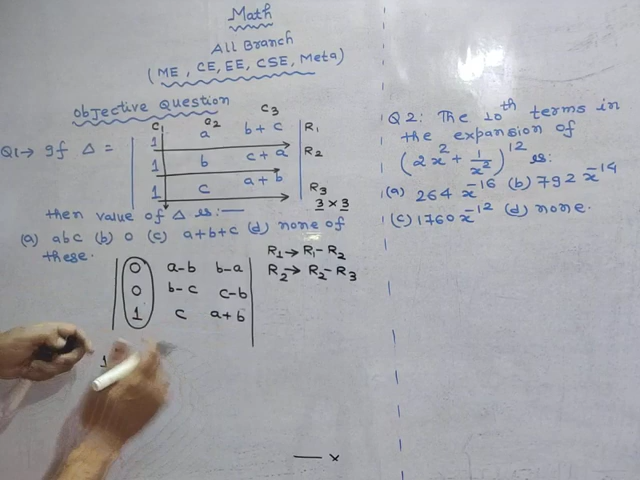 Math
All Branch
(ME, CE, EE, CSE, Meta)
Objective Question
C1 C2 C3
Q1→ If Δ = | 1 a b+c | R1
| 1 b c+a | R2
| 1 c a+b | R3
3×3
then value of Δ is:—
(a) abc (b) 0 (c) a+b+c (d) none of
these.
| 0 a-b b-a | R1→R1-R2
| 0 b-c c-b | R2→R2-R3
| 1 c a+b |
1
— ×
Q2: The 10th terms in
the expansion of
(2x² + 1/x²)¹² is:
(a) 264 x⁻¹⁶ (b) 792 x⁻¹⁴
(c) 1760x⁻¹² (d) none.